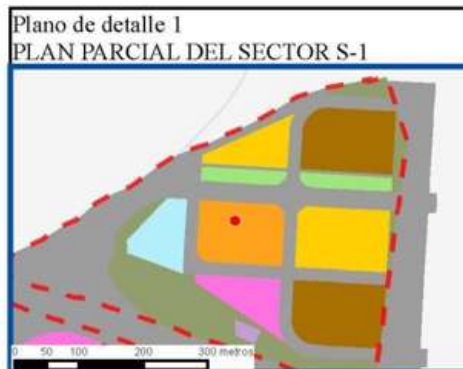 Plano de detalle 1
PLAN PARCIAL DEL SECTOR S-1
0 50 100 200 300 metros